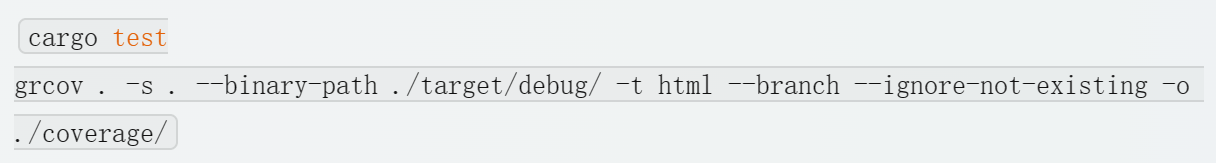 cargo test
grcov . -s . --binary-path ./target/debug/ -t html --branch --ignore-not-existing -o
./coverage/